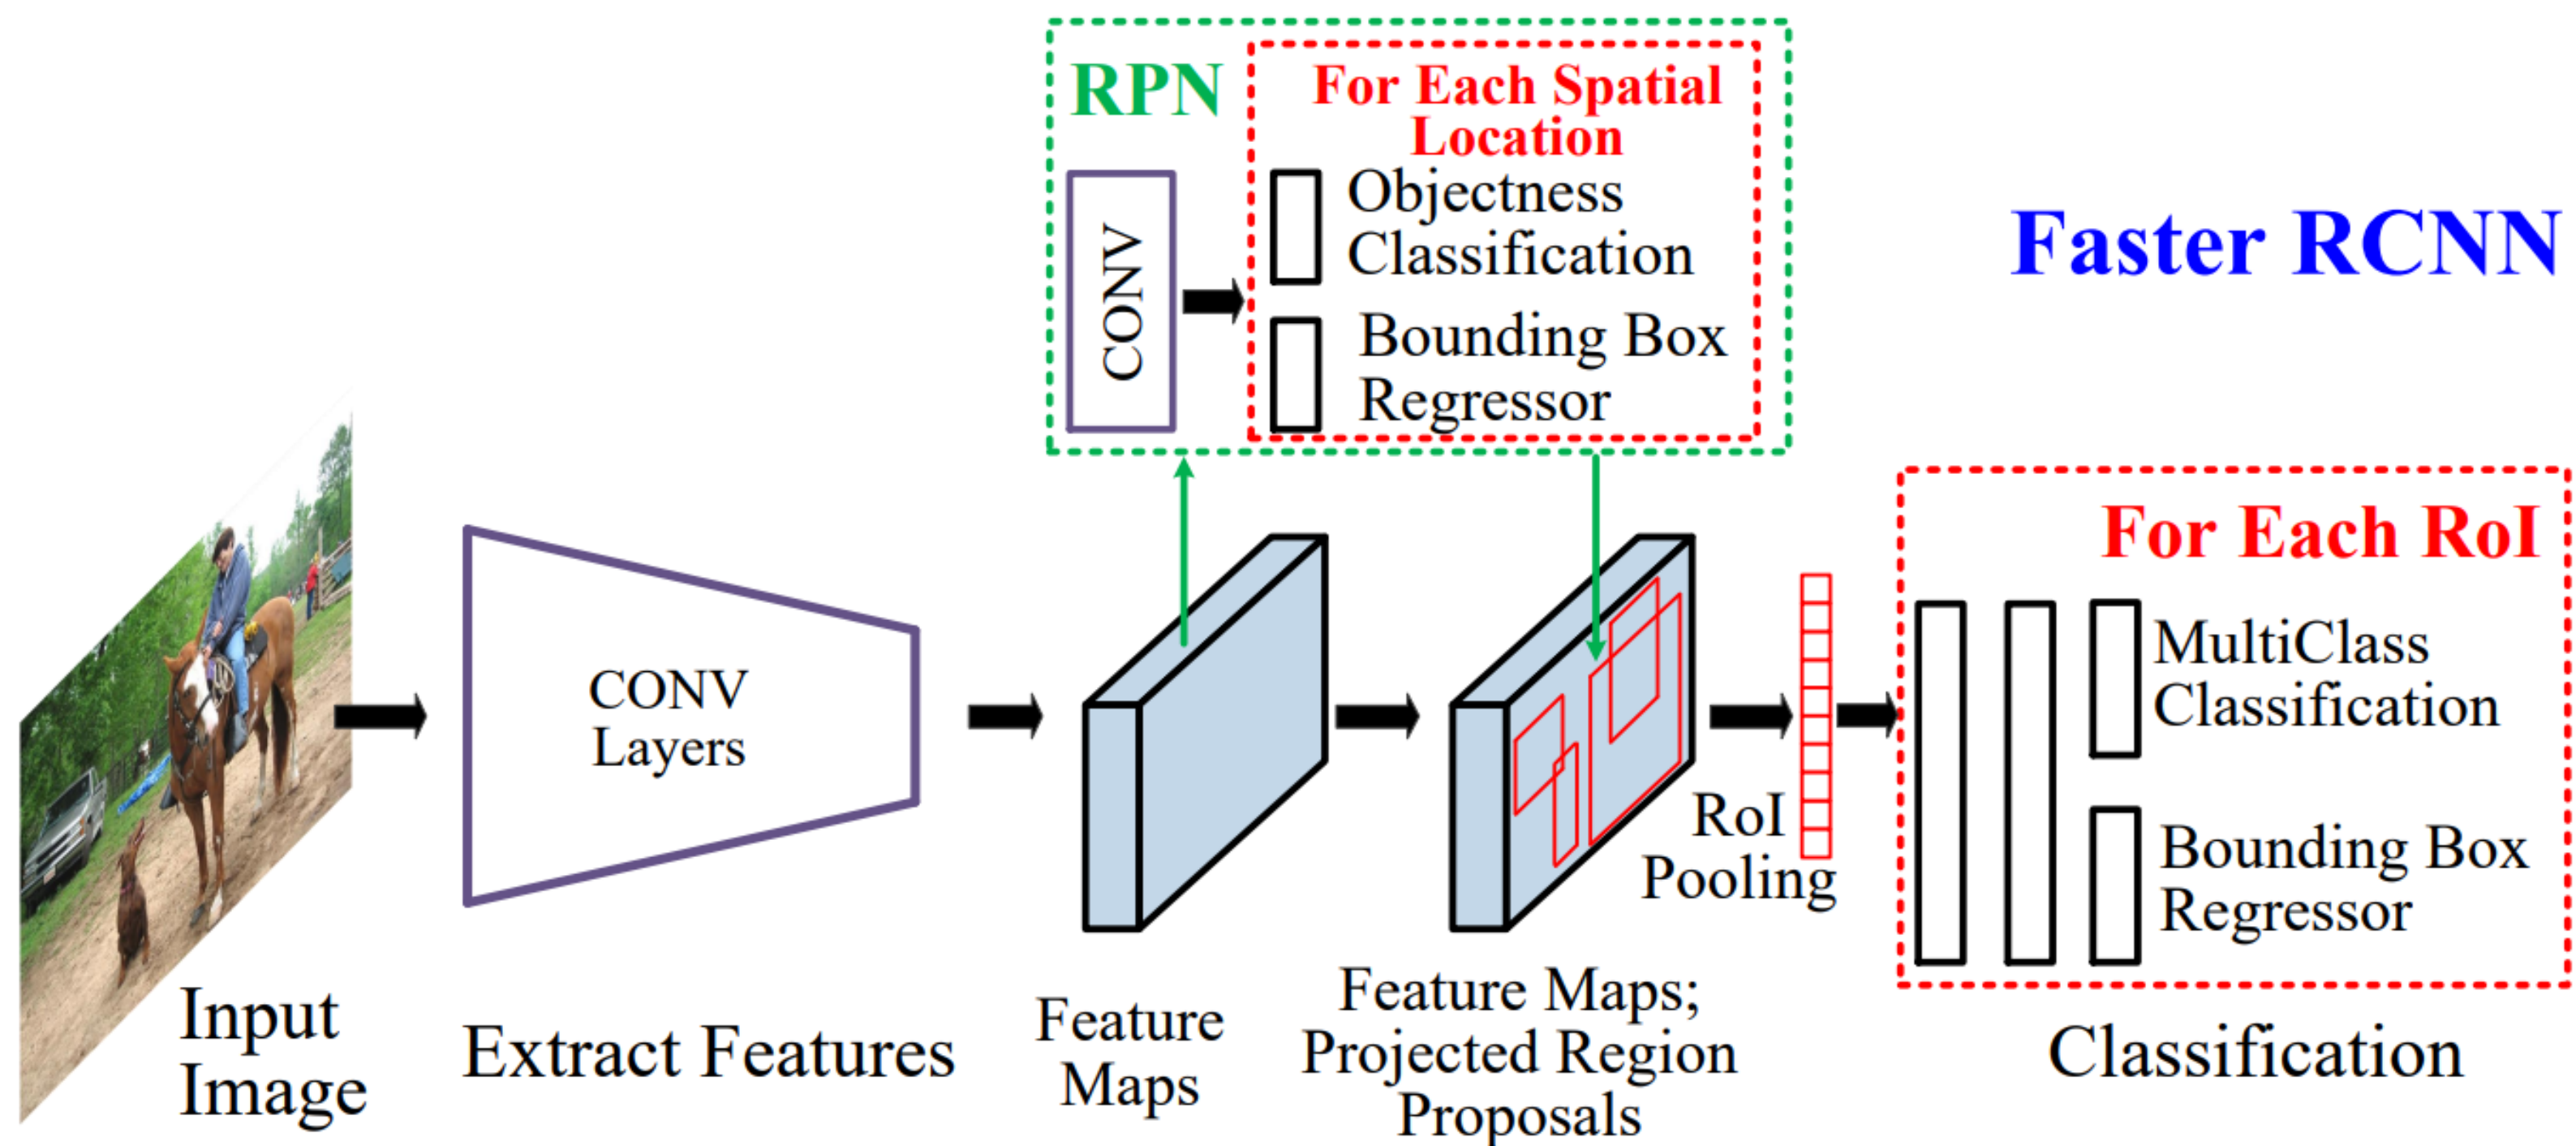 RPN
For Each Spatial
Location
CONV
Objectness
Classification
Bounding Box
Regressor
Faster RCNN
CONV
Layers
For Each RoI
MultiClass
Classification
Bounding Box
Regressor
RoI
Pooling
Input
Image
Extract Features
Feature
Maps
Feature Maps;
Projected Region
Proposals
Classification